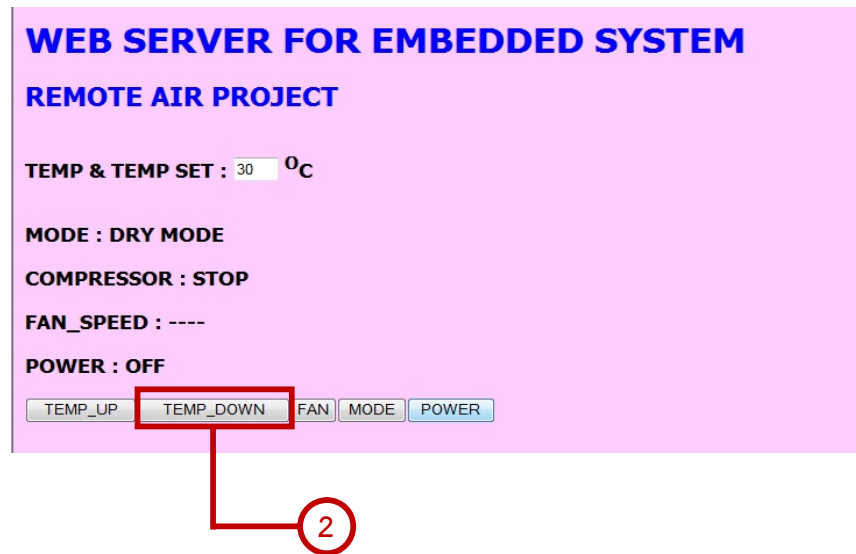 WEB SERVER FOR EMBEDDED SYSTEM
REMOTE AIR PROJECT
TEMP & TEMP SET : 30 OC
MODE : DRY MODE
COMPRESSOR : STOP
FAN_SPEED : ----
POWER : OFF
TEMP_UP TEMP_DOWN FAN MODE POWER
2